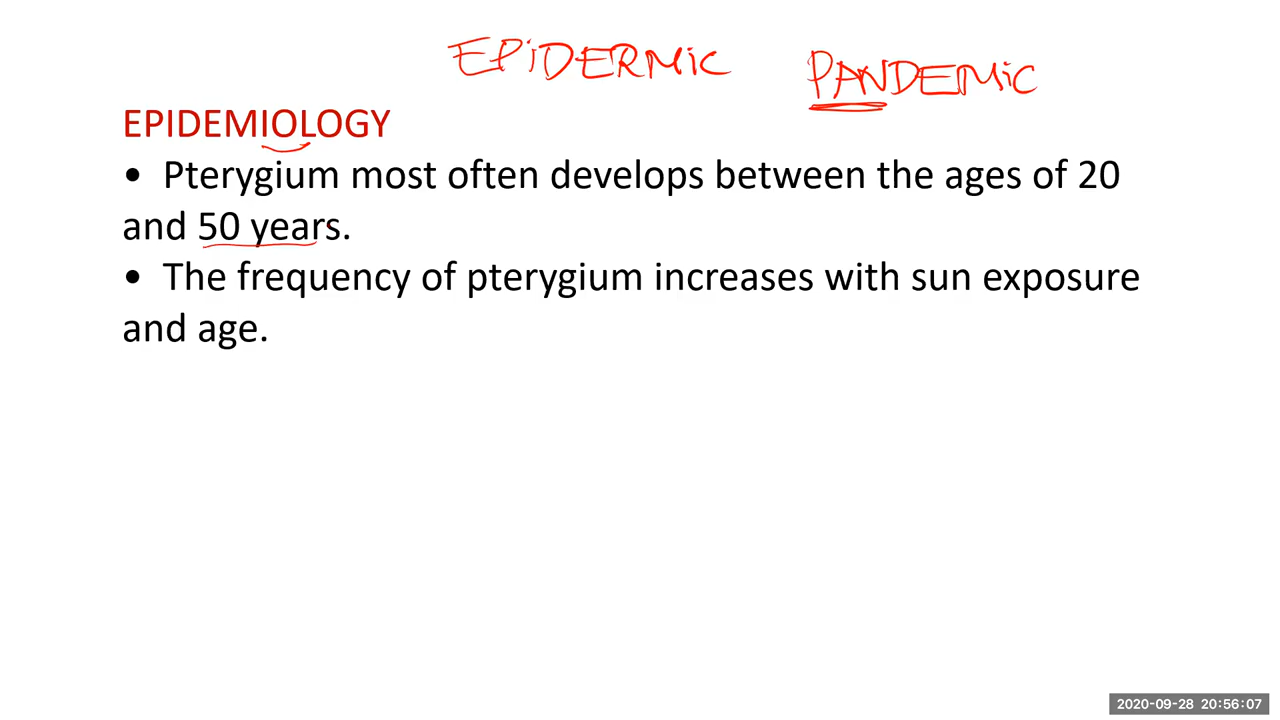 EPIDERMIC PANDEMIC
EPIDEMIOLOGY
• Pterygium most often develops between the ages of 20
and 50 years.
• The frequency of pterygium increases with sun exposure
and age.
2020-09-28 20:56:07